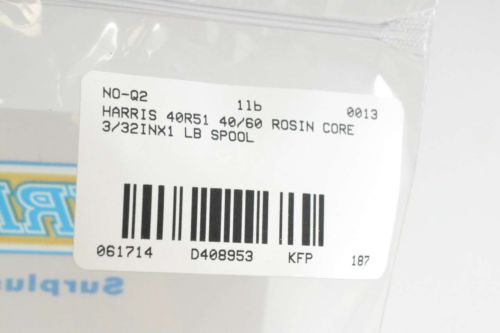 NO-Q2 1lb 0013
HARRIS 40R51 40/60 ROSIN CORE
3/32INX1 LB SPOOL
061714 D408953 KFP 187
Surplus